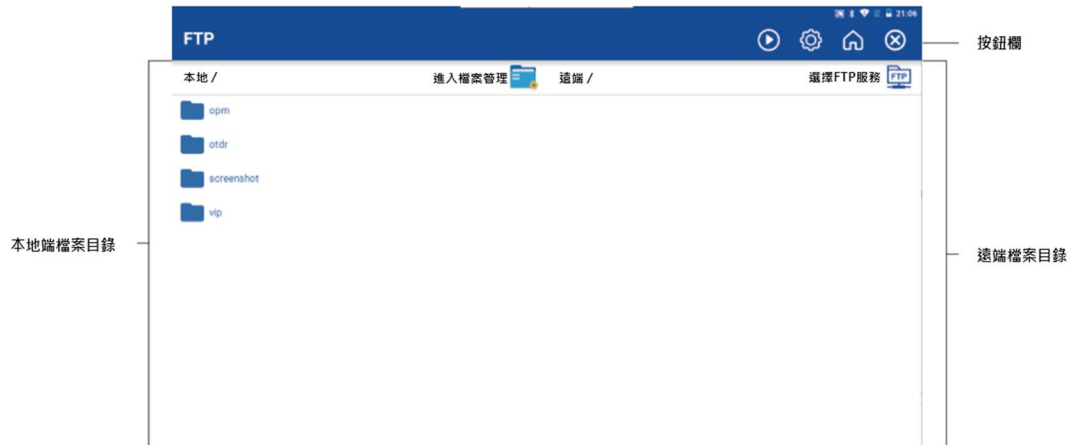 21:06
FTP
按鈕欄
本地 /
進入檔案管理
遠端 /
選擇FTP服務
FTP
opm
otdr
screenshot
vip
本地端檔案目錄
遠端檔案目錄